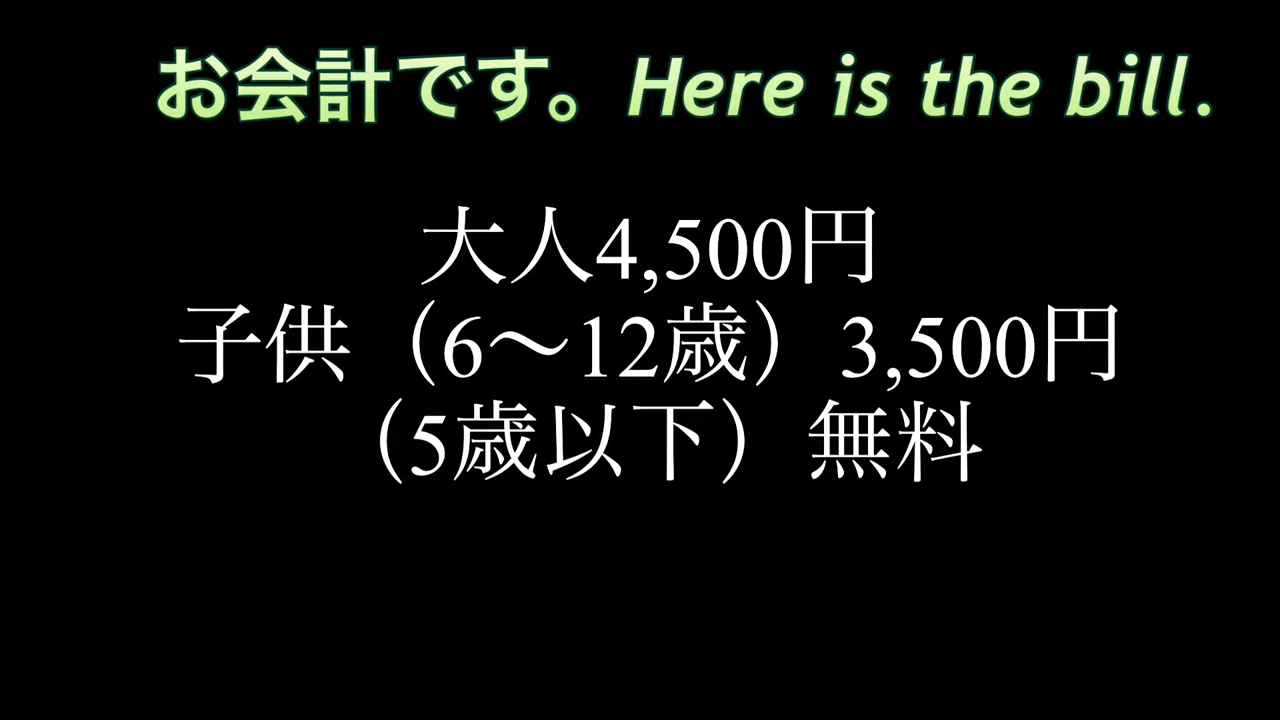 お会計です。Here is the bill.
大人4,500円
子供（6〜12歳）3,500円
（5歳以下）無料